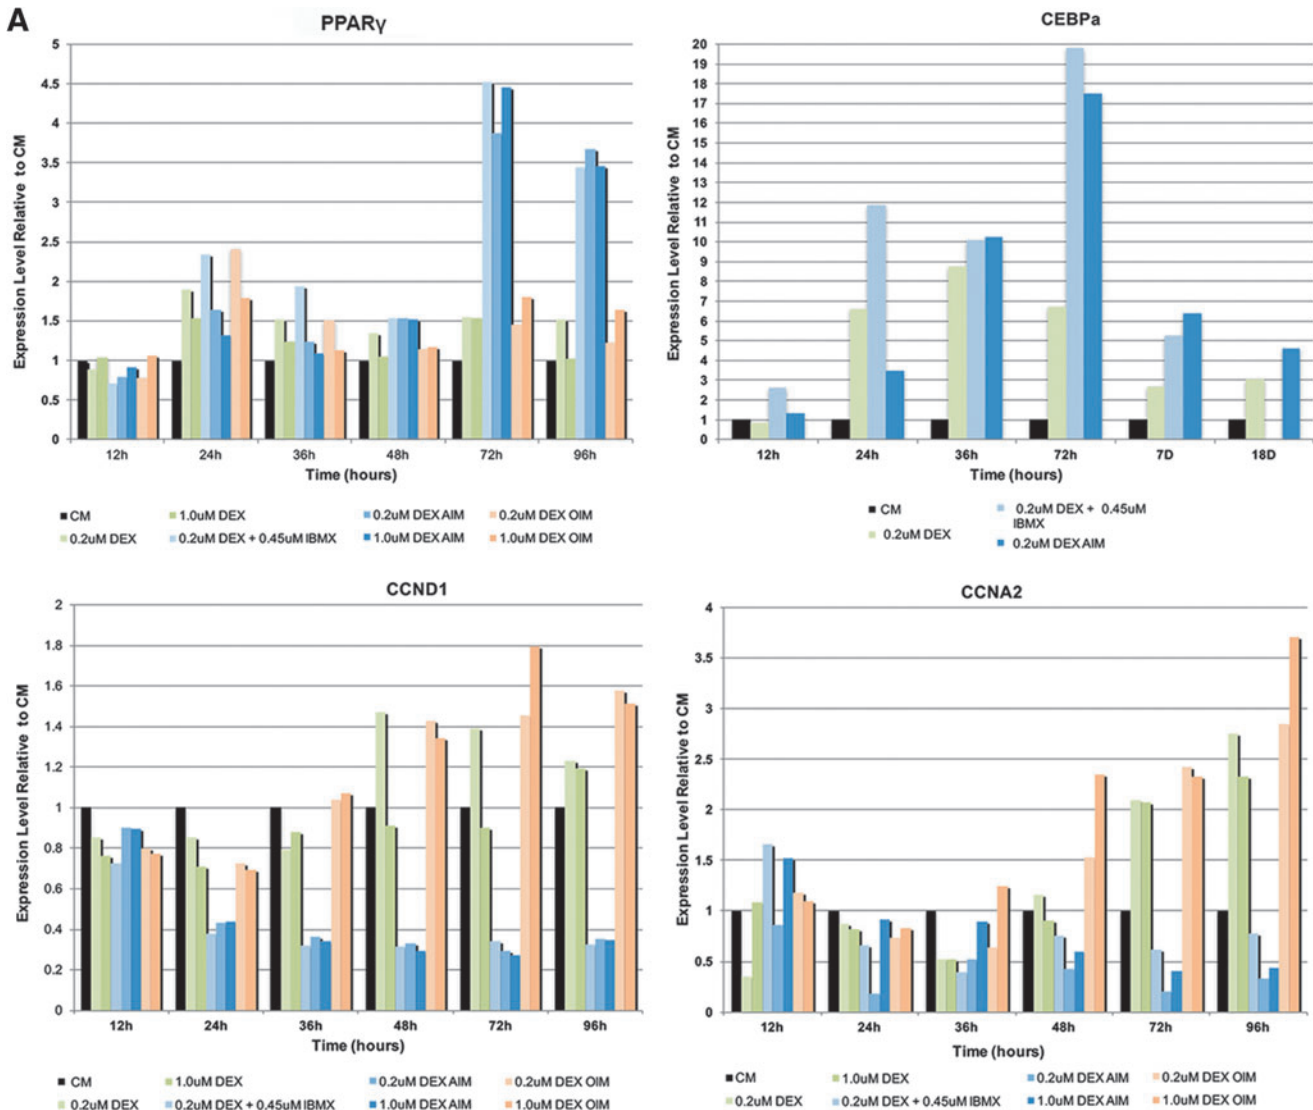 A
PPARγ
Expression Level Relative to CM
5
4.5
4
3.5
3
2.5
2
1.5
1
0.5
0
12h 24h 36h 48h 72h 96h
Time (hours)
CM 1.0uM DEX 0.2uM DEX AIM 0.2uM DEX OIM
0.2uM DEX 0.2uM DEX + 0.45uM IBMX 1.0uM DEX AIM 1.0uM DEX OIM
CEBPa
Expression Level Relative to CM
20
19
18
17
16
15
14
13
12
11
10
9
8
7
6
5
4
3
2
1
0
12h 24h 36h 72h 7D 18D
Time (hours)
CM 0.2uM DEX + 0.45uM
IBMX
0.2uM DEX 0.2uM DEX AIM
CCND1
Expression Level Relative to CM
2
1.8
1.6
1.4
1.2
1
0.8
0.6
0.4
0.2
0
12h 24h 36h 48h 72h 96h
Time (hours)
CM 1.0uM DEX 0.2uM DEX AIM 0.2uM DEX OIM
0.2uM DEX 0.2uM DEX + 0.45uM IBMX 1.0uM DEX AIM 1.0uM DEX OIM
CCNA2
Expression Level Relative to CM
4
3.5
3
2.5
2
1.5
1
0.5
0
12h 24h 36h 48h 72h 96h
Time (hours)
CM 1.0uM DEX 0.2uM DEX AIM 0.2uM DEX OIM
0.2uM DEX 0.2uM DEX + 0.45uM IBMX 1.0uM DEX AIM 1.0uM DEX OIM